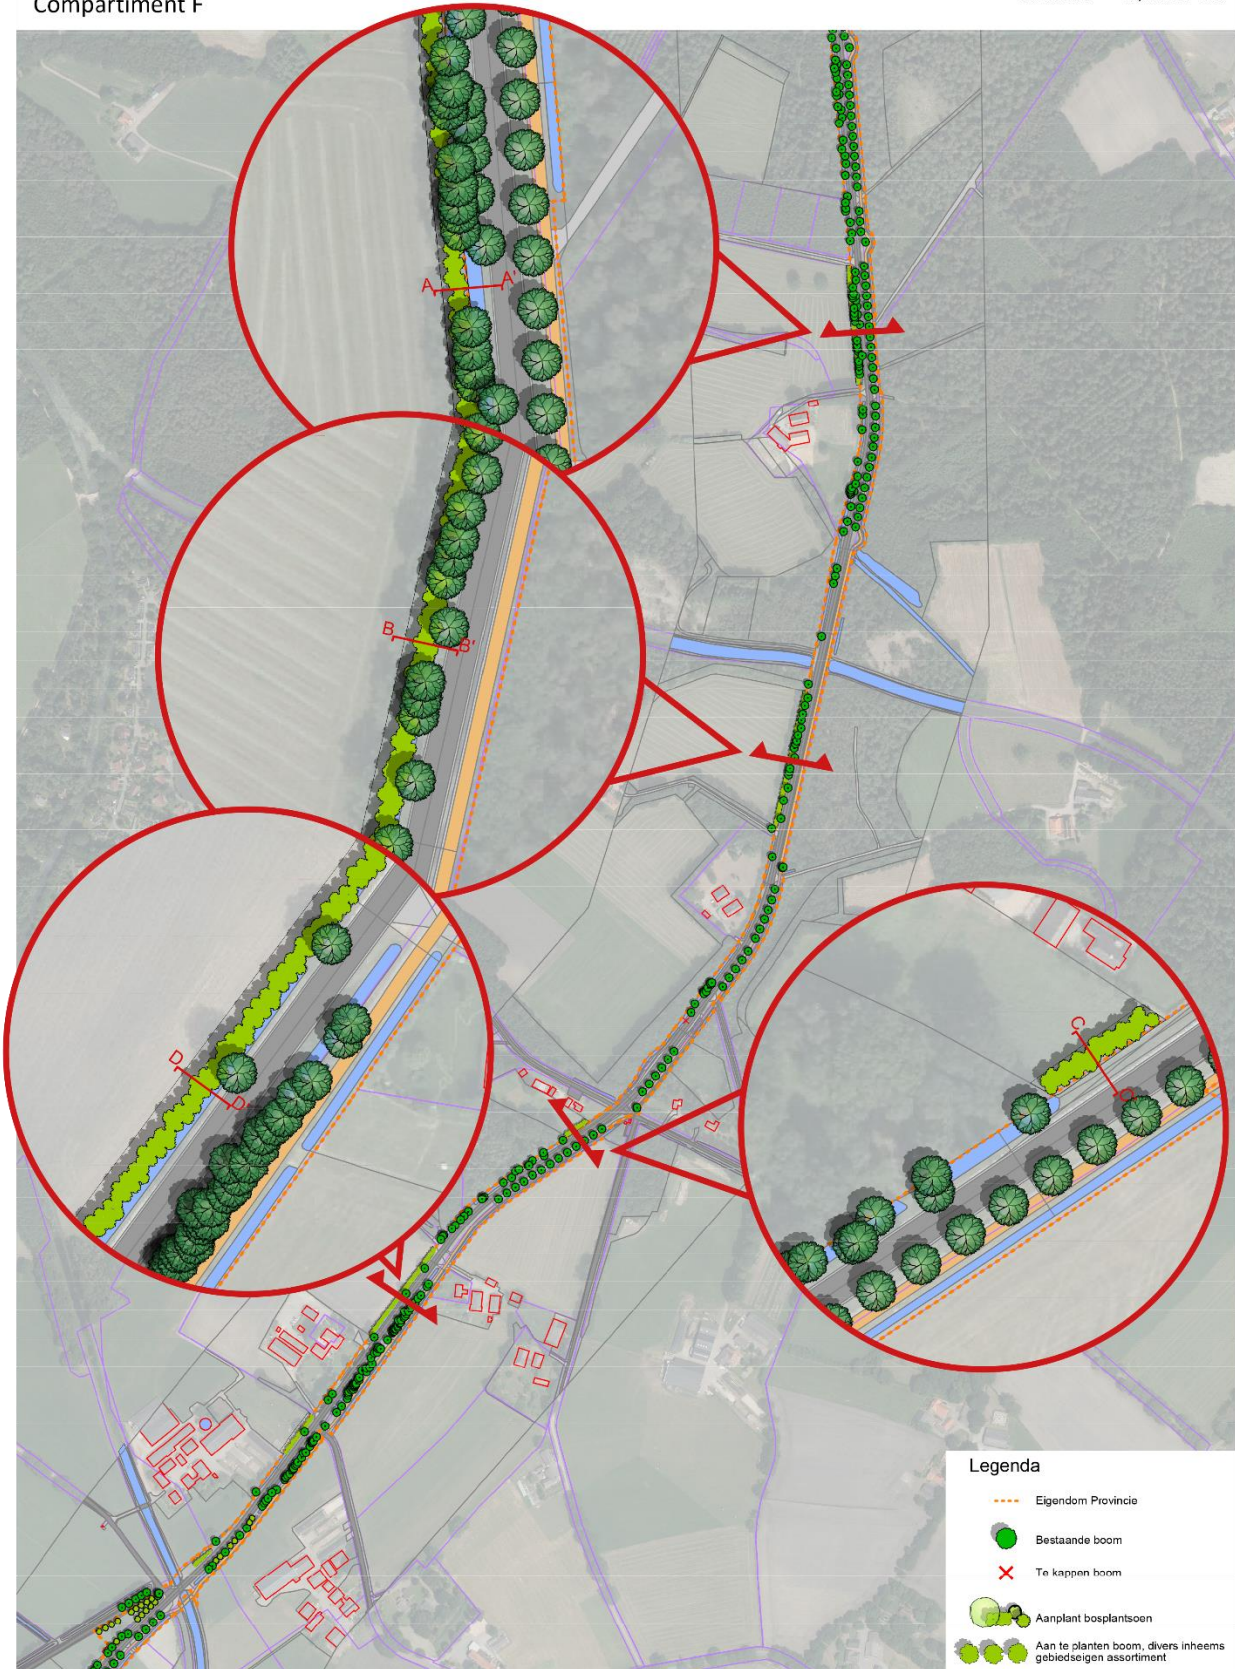 Compartiment F
A
A'
B
B'
C
D
Legenda
Eigendom Provincie
Bestaande boom
Te kappen boom
Aanplant bosplantsoen
Aan te planten boom, divers inheems
gebiedseigen assortiment